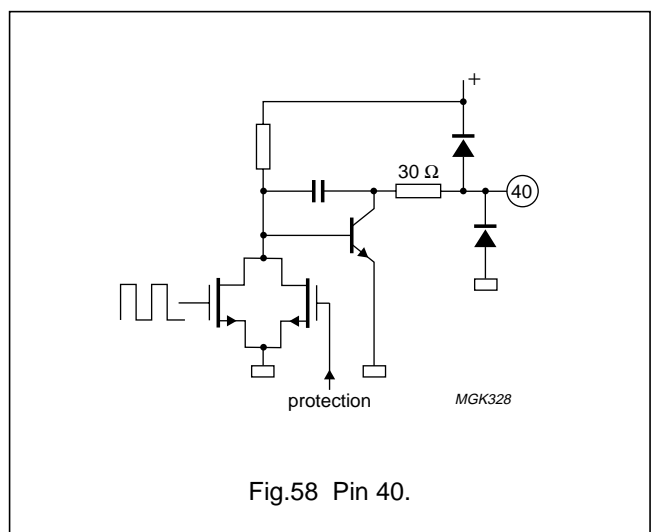 +
30 Ω
40
protection
MGK328
Fig.58 Pin 40.